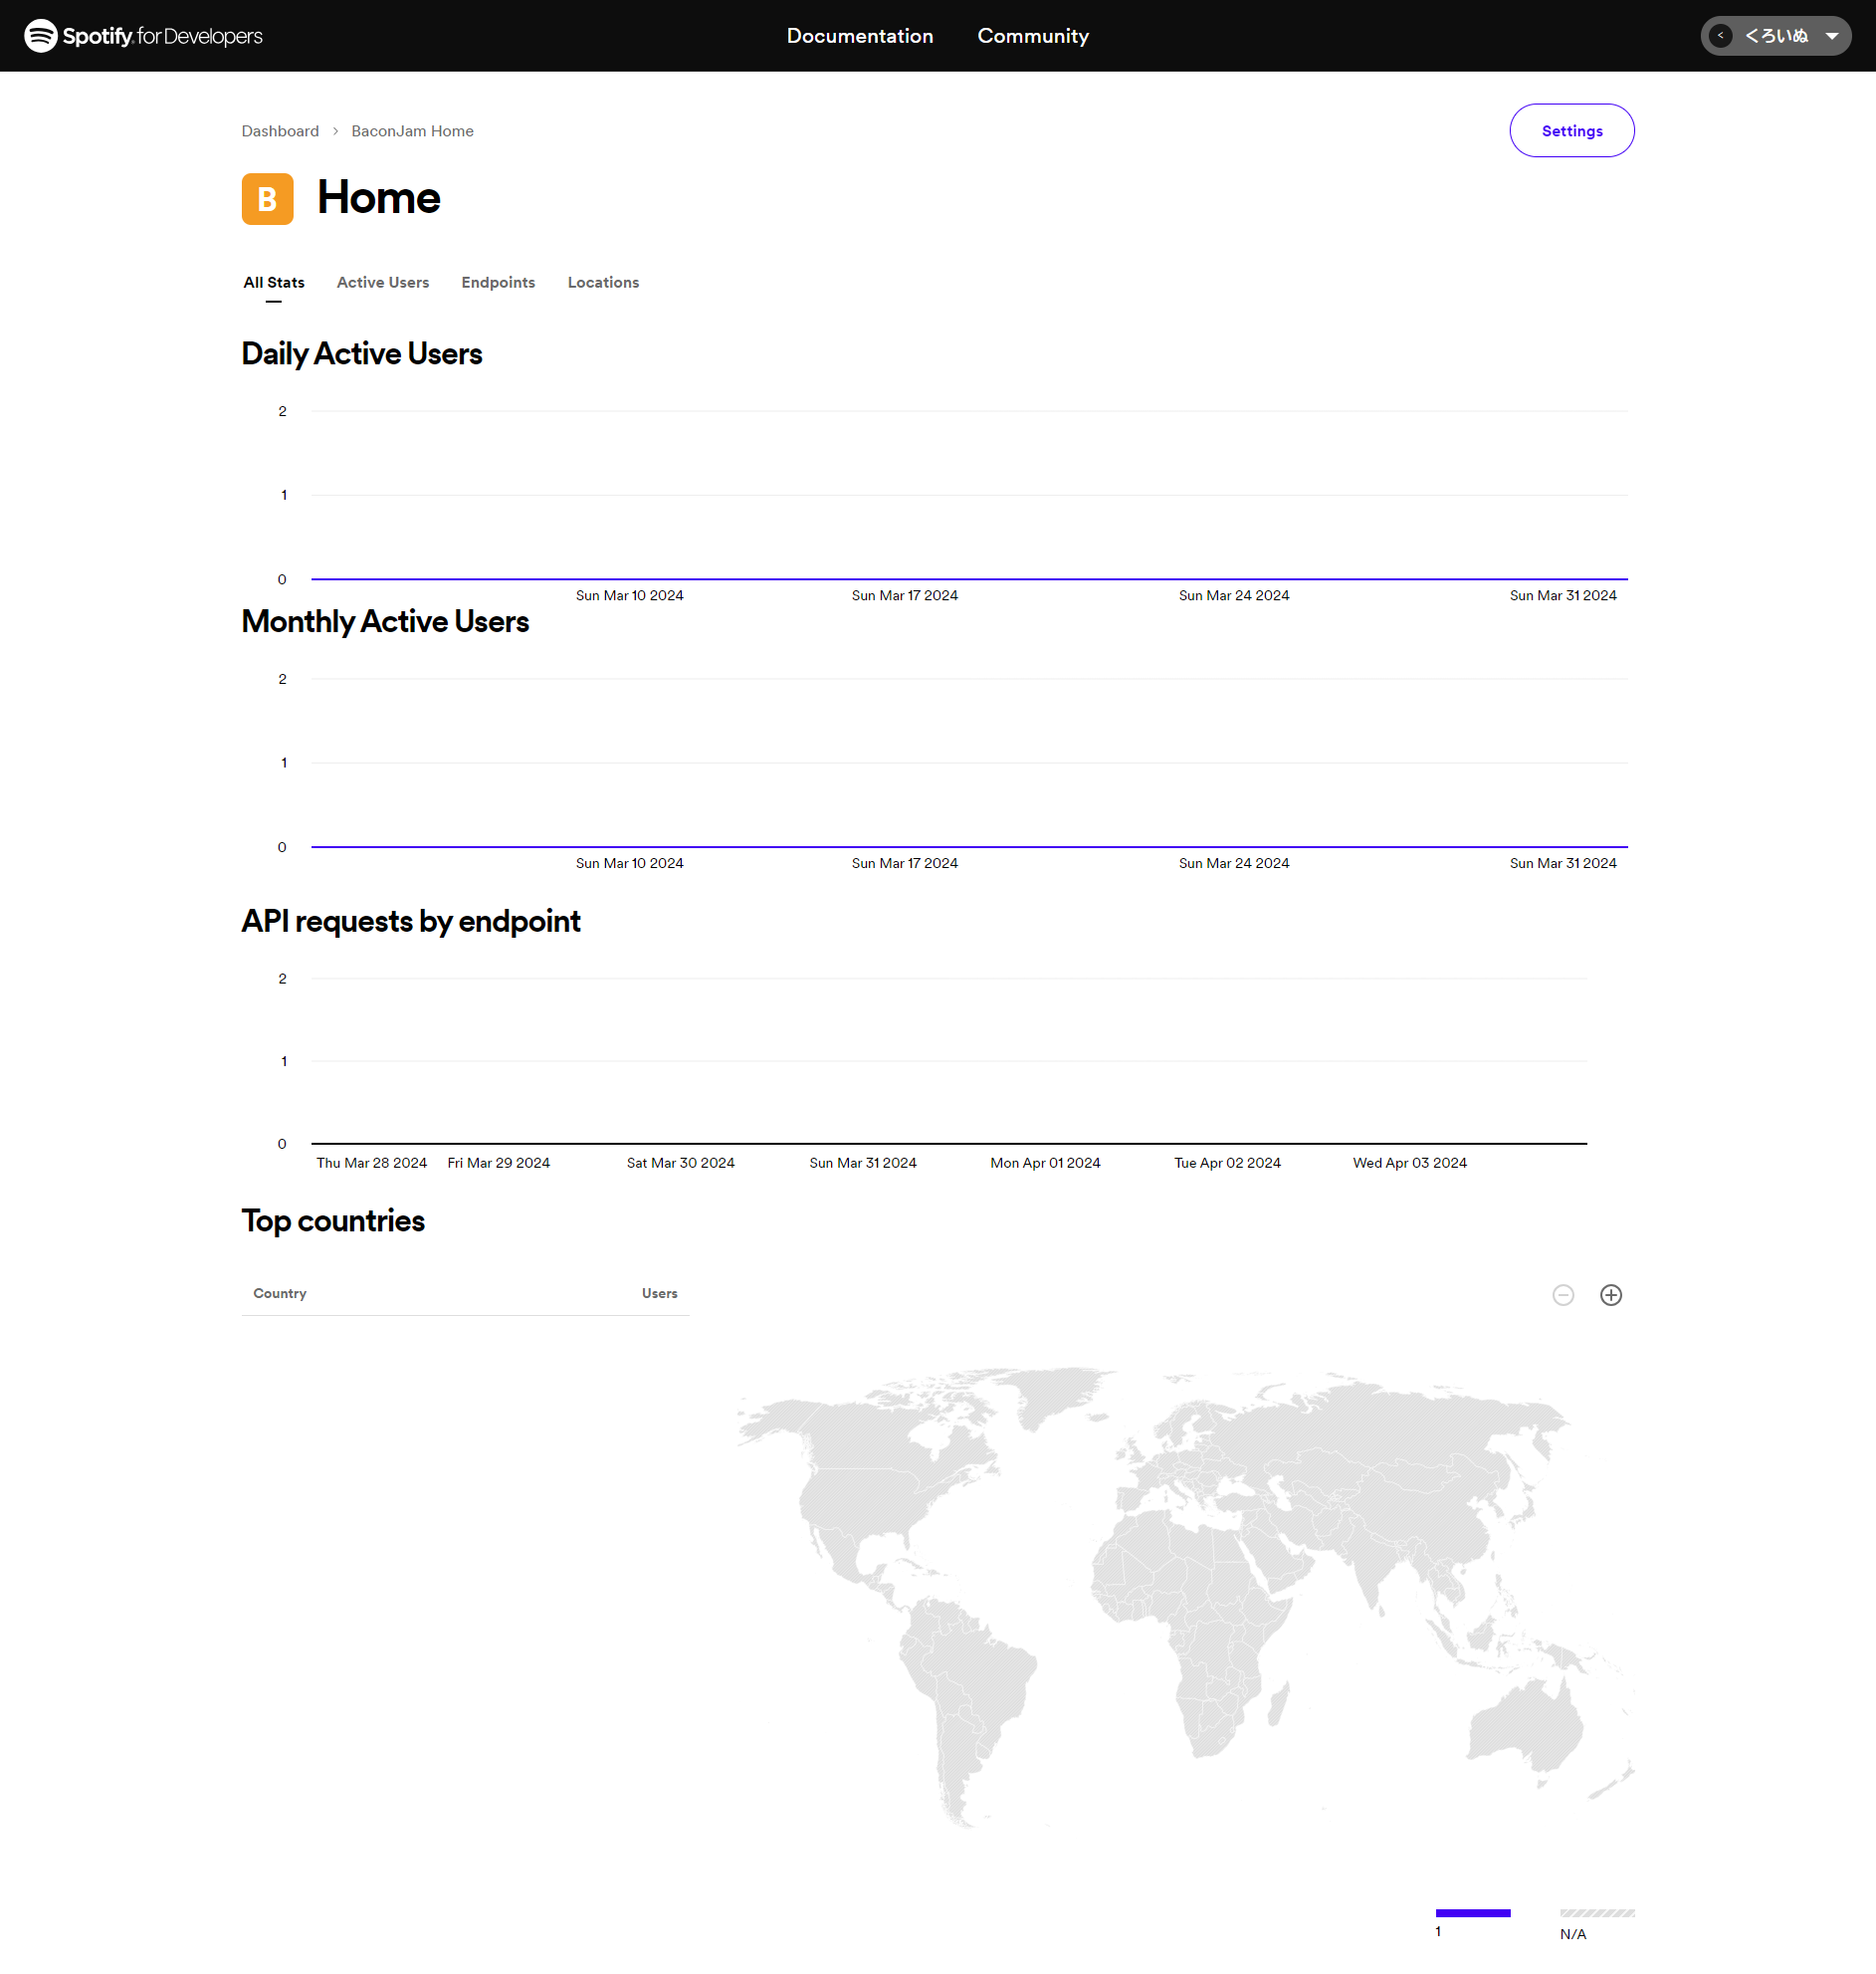 Spotify for Developers
Documentation
Community
< くろいぬ
Dashboard > BaconJam Home
Settings
B Home
All Stats
Active Users
Endpoints
Locations
Daily Active Users
2
1
0
Sun Mar 10 2024
Sun Mar 17 2024
Sun Mar 24 2024
Sun Mar 31 2024
Monthly Active Users
2
1
0
Sun Mar 10 2024
Sun Mar 17 2024
Sun Mar 24 2024
Sun Mar 31 2024
API requests by endpoint
2
1
0
Thu Mar 28 2024
Fri Mar 29 2024
Sat Mar 30 2024
Sun Mar 31 2024
Mon Apr 01 2024
Tue Apr 02 2024
Wed Apr 03 2024
Top countries
Country
Users
1
N/A